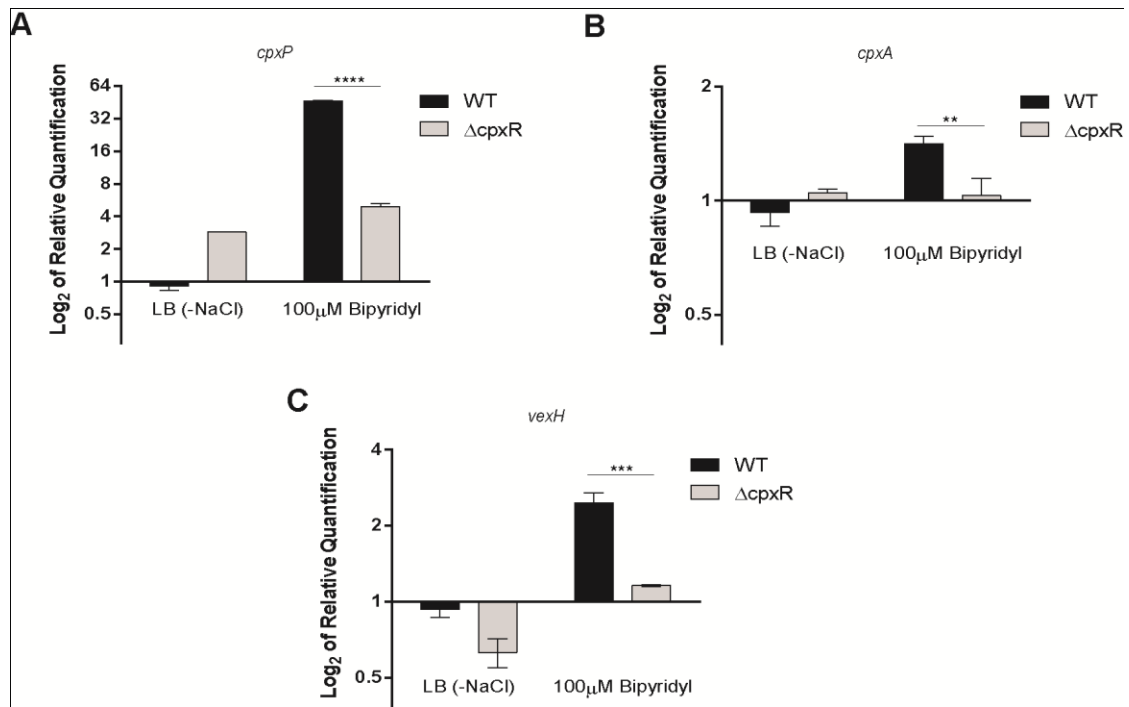 A
cpxP
Log2 of Relative Quantification
64
32
16
8
4
2
1
0.5
****
WT
ΔcpxR
LB (-NaCl)
100μM Bipyridyl
B
cpxA
Log2 of Relative Quantification
2
1
0.5
**
WT
ΔcpxR
LB (-NaCl)
100μM Bipyridyl
C
vexH
Log2 of Relative Quantification
4
2
1
0.5
***
WT
ΔcpxR
LB (-NaCl)
100μM Bipyridyl